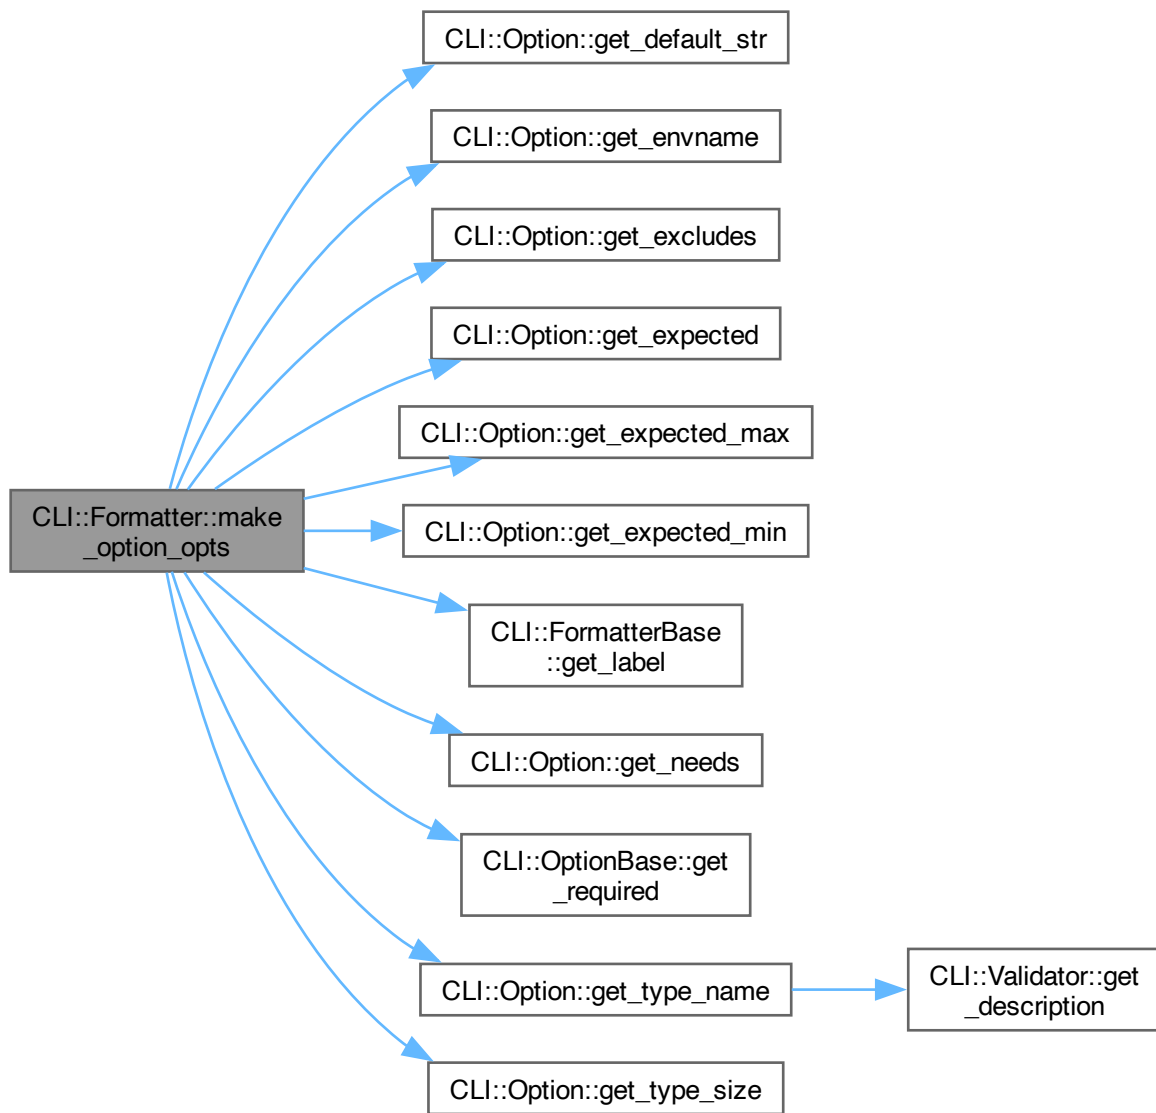 CLI::Option::get_default_str
CLI::Option::get_envname
CLI::Option::get_excludes
CLI::Option::get_expected
CLI::Option::get_expected_max
CLI::Formatter::make
_option_opts
CLI::Option::get_expected_min
CLI::FormatterBase
::get_label
CLI::Option::get_needs
CLI::OptionBase::get
_required
CLI::Option::get_type_name
CLI::Validator::get
_description
CLI::Option::get_type_size